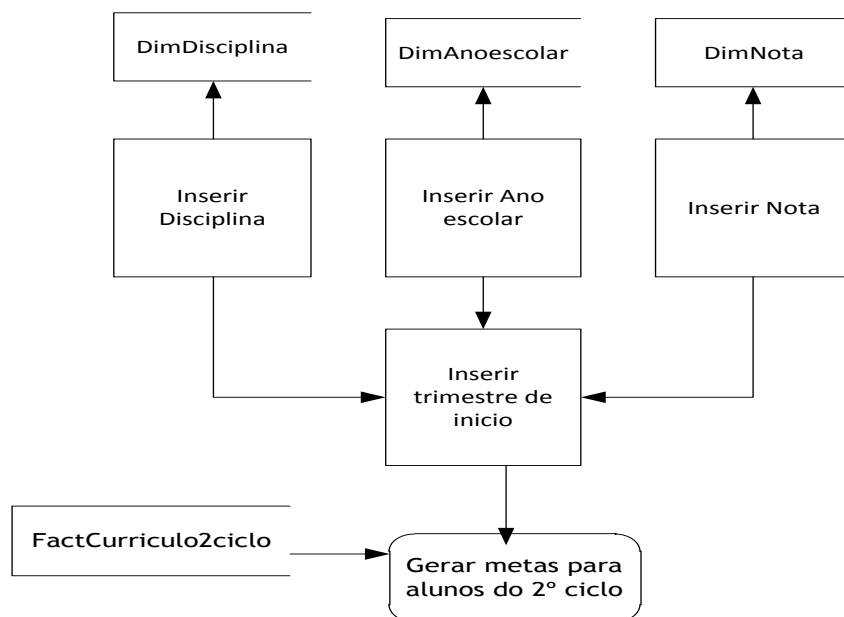 DimDisciplina
DimAnoescolar
DimNota
Inserir
Disciplina
Inserir Ano
escolar
Inserir Nota
Inserir
trimestre de
inicio
FactCurriculo2ciclo
Gerar metas para
alunos do 2º ciclo